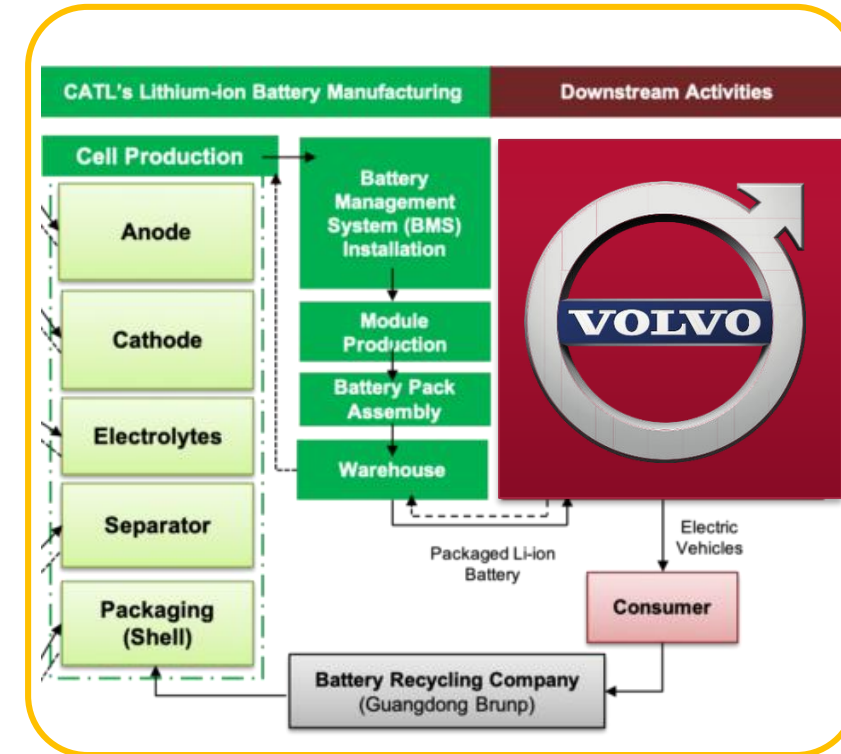 CATL's Lithium-ion Battery Manufacturing
Downstream Activities
Cell Production
Anode
Cathode
Electrolytes
Separator
Packaging
(Shell)
Battery
Management
System (BMS)
Installation
Module
Production
Battery Pack
Assembly
Warehouse
VOLVO
Packaged Li-ion
Battery
Electric
Vehicles
Consumer
Battery Recycling Company
(Guangdong Brunp)